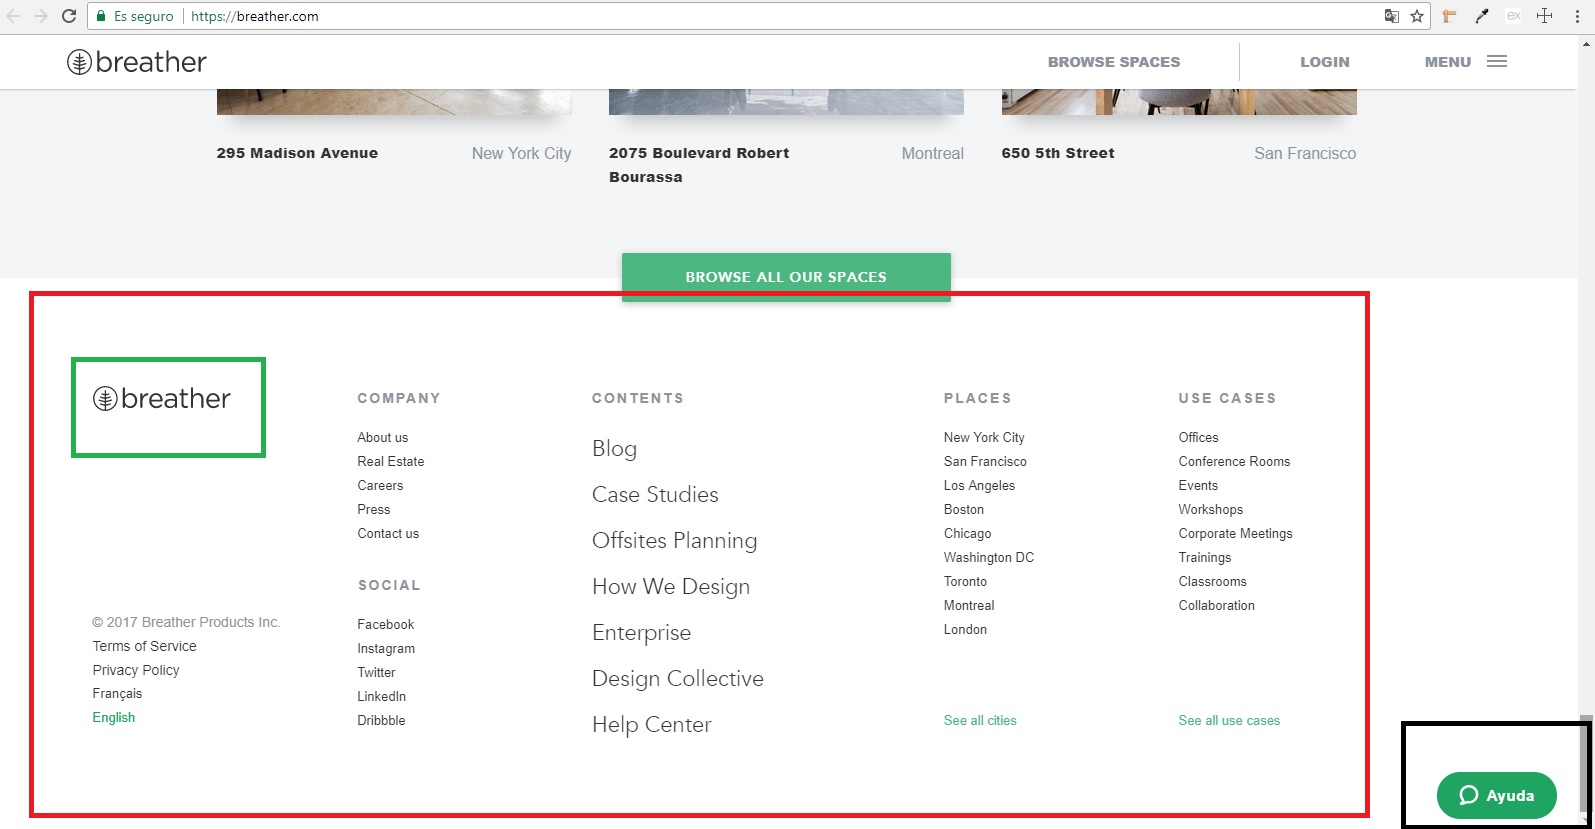 Es seguro https://breather.com
breather BROWSE SPACES LOGIN MENU
295 Madison Avenue New York City
2075 Boulevard Robert Montreal
Bourassa
650 5th Street San Francisco
BROWSE ALL OUR SPACES
breather
© 2017 Breather Products Inc.
Terms of Service
Privacy Policy
Français
English
COMPANY
About us
Real Estate
Careers
Press
Contact us
SOCIAL
Facebook
Instagram
Twitter
LinkedIn
Dribbble
CONTENTS
Blog
Case Studies
Offsites Planning
How We Design
Enterprise
Design Collective
Help Center
PLACES
New York City
San Francisco
Los Angeles
Boston
Chicago
Washington DC
Toronto
Montreal
London
See all cities
USE CASES
Offices
Conference Rooms
Events
Workshops
Corporate Meetings
Trainings
Classrooms
Collaboration
See all use cases
Ayuda